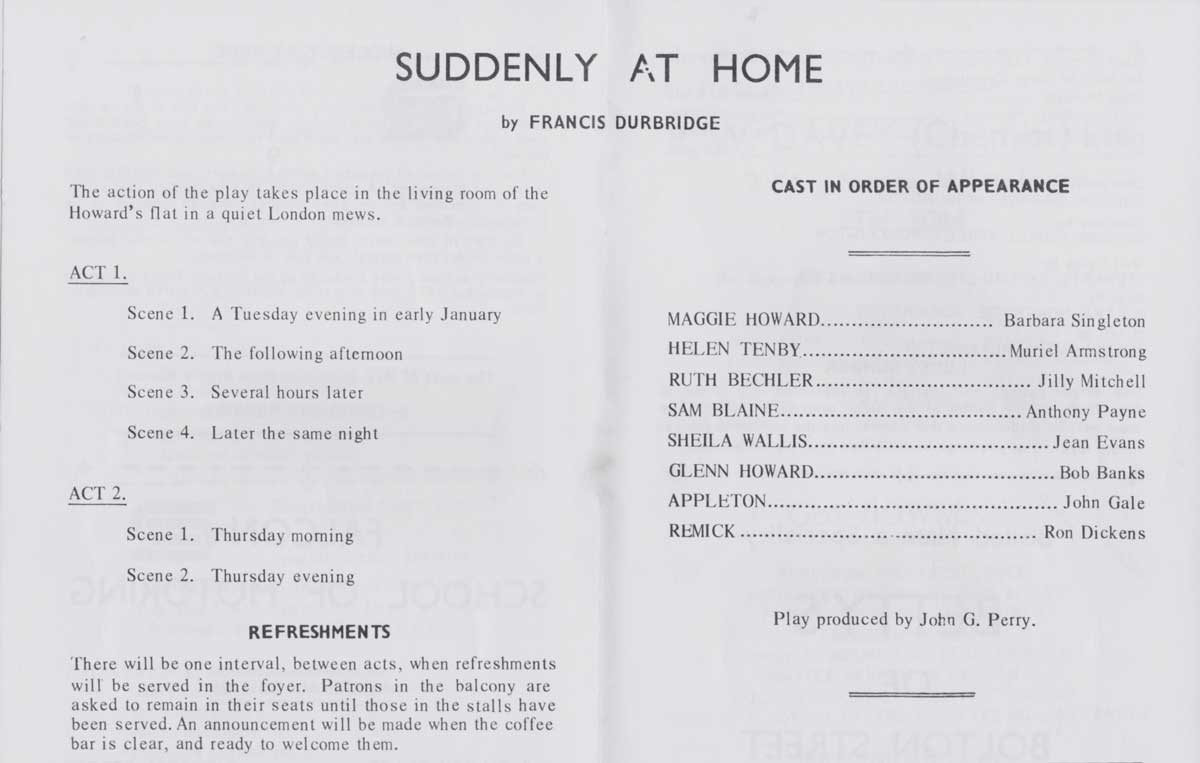 SUDDENLY AT HOME
by FRANCIS DURBRIDGE
The action of the play takes place in the living room of the
Howard's flat in a quiet London mews.
ACT 1.
Scene 1. A Tuesday evening in early January
Scene 2. The following afternoon
Scene 3. Several hours later
Scene 4. Later the same night
ACT 2.
Scene 1. Thursday morning
Scene 2. Thursday evening
REFRESHMENTS
There will be one interval, between acts, when refreshments
will be served in the foyer. Patrons in the balcony are
asked to remain in their seats until those in the stalls have
been served. An announcement will be made when the coffee
bar is clear, and ready to welcome them.
CAST IN ORDER OF APPEARANCE
MAGGIE HOWARD........................... Barbara Singleton
HELEN TENBY................................Muriel Armstrong
RUTH BECHLER.................................. Jilly Mitchell
SAM BLAINE...................................... Anthony Payne
SHEILA WALLIS...................................... Jean Evans
GLENN HOWARD...................................... Bob Banks
APPLETON.............................................. John Gale
REMICK............................................... Ron Dickens
Play produced by John G. Perry.
SCHOOL OF MOTORING
BOLTON STREET